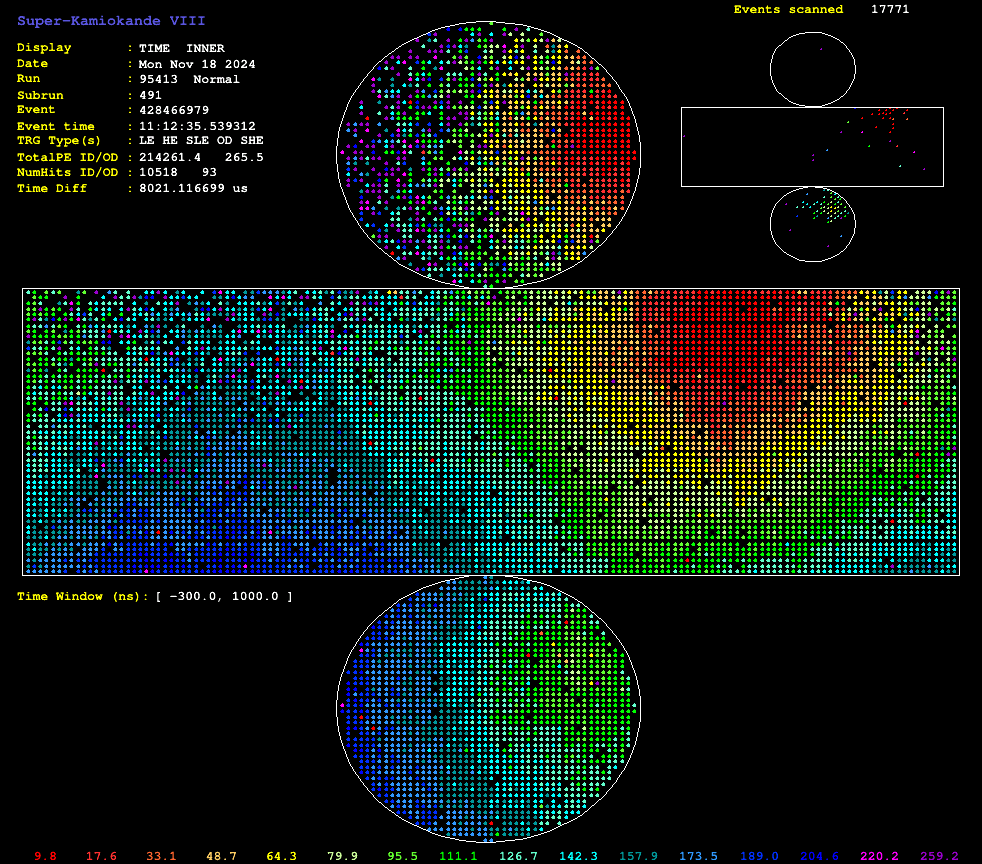 Super-Kamiokande VIII
Events scanned 17771
Display : TIME INNER
Date : Mon Nov 18 2024
Run : 95413 Normal
Subrun : 491
Event : 428466979
Event time : 11:12:35.539312
TRG Type(s) : LE HE SLE OD SHE
TotalPE ID/OD : 214261.4 265.5
NumHits ID/OD : 10518 93
Time Diff : 8021.116699 us
Time Window (ns): [ -300.0, 1000.0 ]
9.8 17.6 33.1 48.7 64.3 79.9 95.5 111.1 126.7 142.3 157.9 173.5 189.0 204.6 220.2 259.2